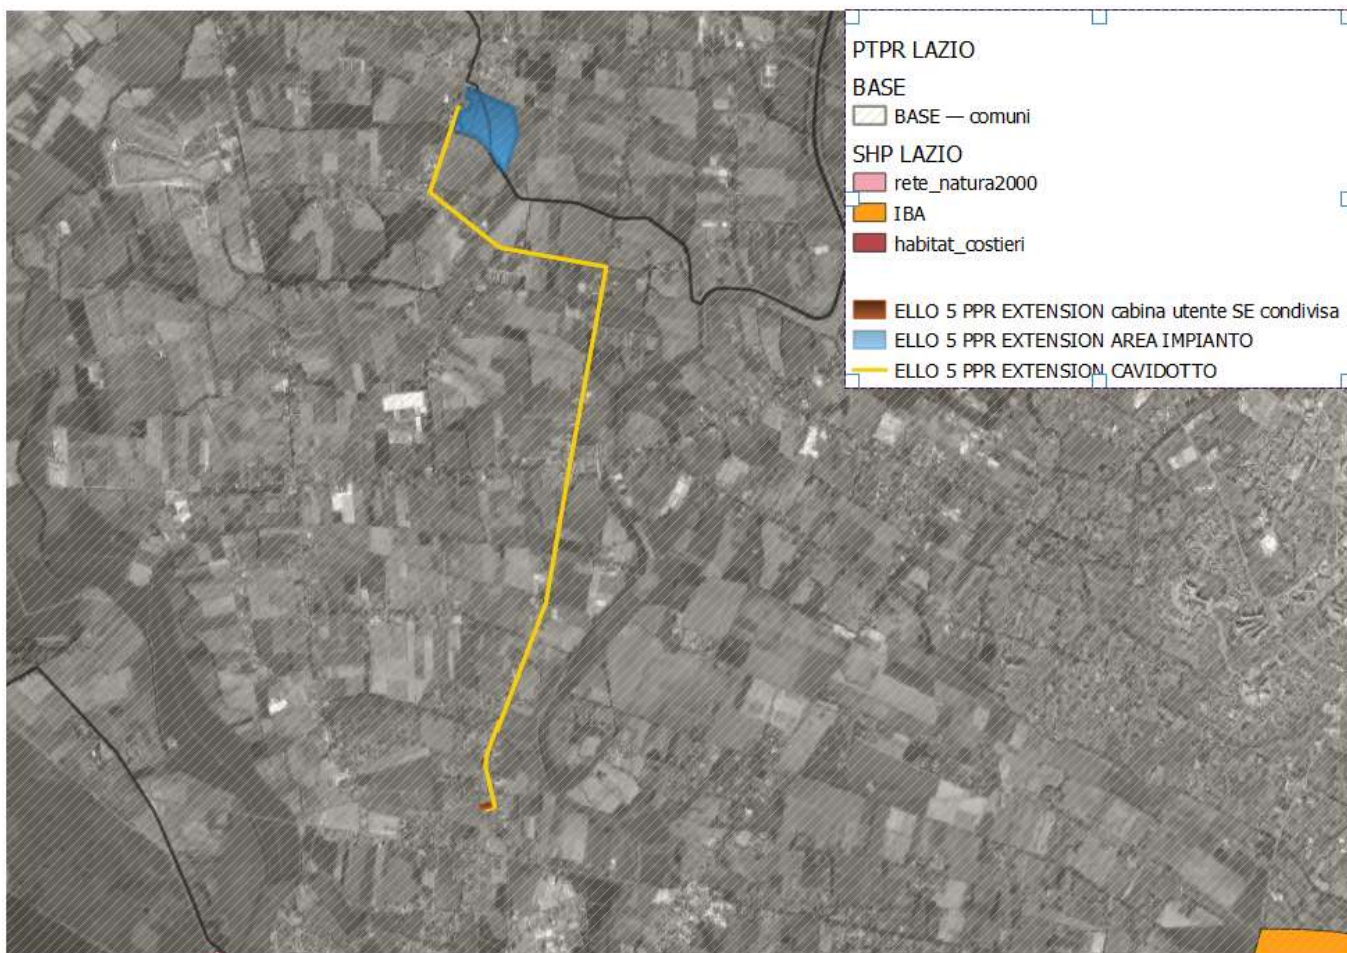 PTPR LAZIO
BASE
BASE — comuni
SHP LAZIO
rete_natura2000
IBA
habitat_costieri
ELLO 5 PPR EXTENSION cabina utente SE condivisa
ELLO 5 PPR EXTENSION AREA IMPIANTO
ELLO 5 PPR EXTENSION CAVIDOTTO